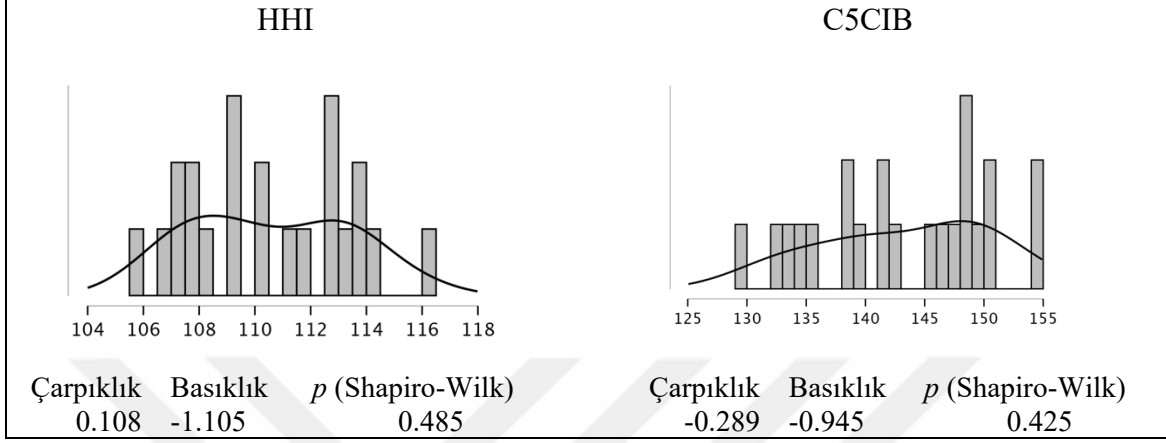 HHI
C5CIB
104 106 108 110 112 114 116 118
125 130 135 140 145 150 155
Çarpıklık Basıklık p (Shapiro-Wilk)
0.108 -1.105 0.485
Çarpıklık Basıklık p (Shapiro-Wilk)
-0.289 -0.945 0.425